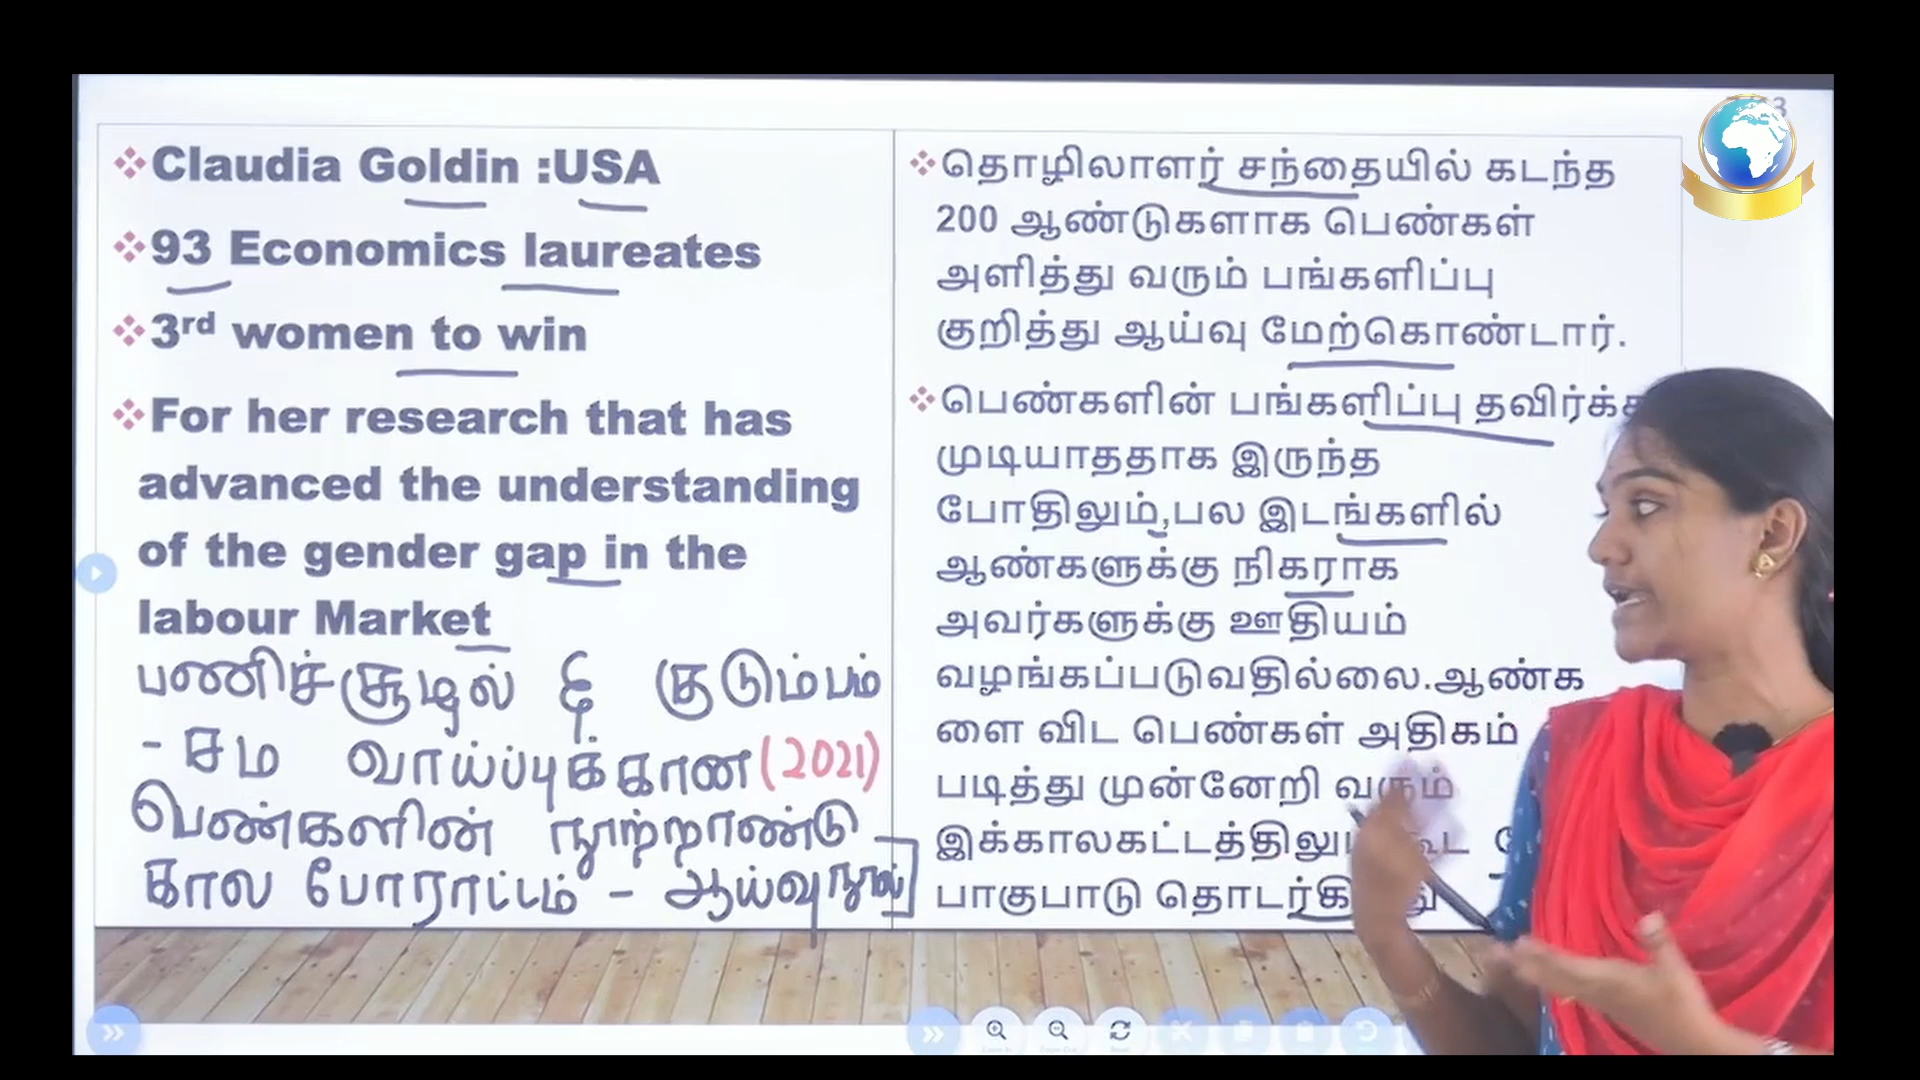 Claudia Goldin :USA
93 Economics laureates
3rd women to win
For her research that has
advanced the understanding
of the gender gap in the
labour Market
பணிச்சூழல் & குடும்பம்
- சம வாய்ப்புக்கான (2021)
பெண்களின் நூற்றாண்டு
கால போராட்டம் - ஆய்வுநூல்
தொழிலாளர் சந்தையில் கடந்த
200 ஆண்டுகளாக பெண்கள்
அளித்து வரும் பங்களிப்பு
குறித்து ஆய்வு மேற்கொண்டார்.
பெண்களின் பங்களிப்பு
முடியாததாக இருந்த
போதிலும்,பல இடங்களில்
ஆண்களுக்கு நிகராக
அவர்களுக்கு ஊதியம்
வழங்கப்படுவதில்லை.ஆண்க
ளை விட பெண்கள் அதிகம்
படித்து முன்னேறி வரும்
இக்காலகட்டத்திலும் கூட
பாகுபாடு